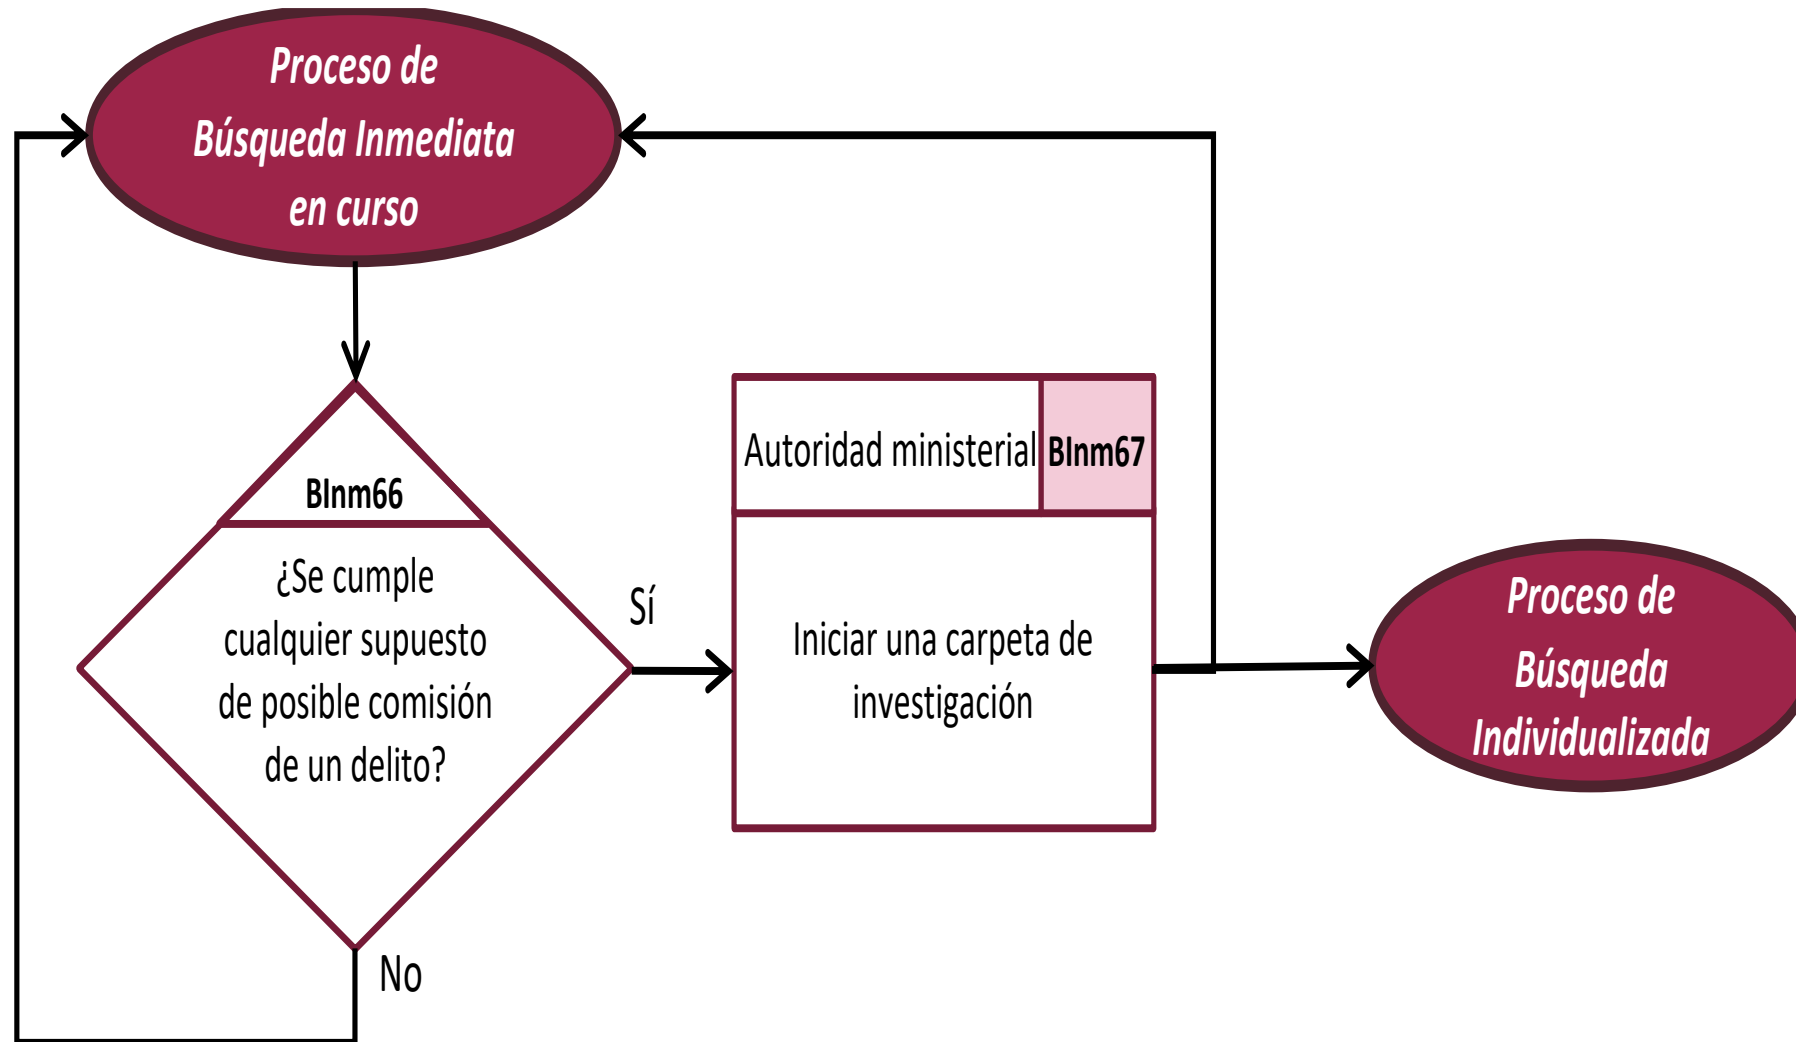 Proceso de
Búsqueda Inmediata
en curso
BInm66
¿Se cumple
cualquier supuesto
de posible comisión
de un delito?
Sí
No
Autoridad ministerial
BInm67
Iniciar una carpeta de
investigación
Proceso de
Búsqueda
Individualizada